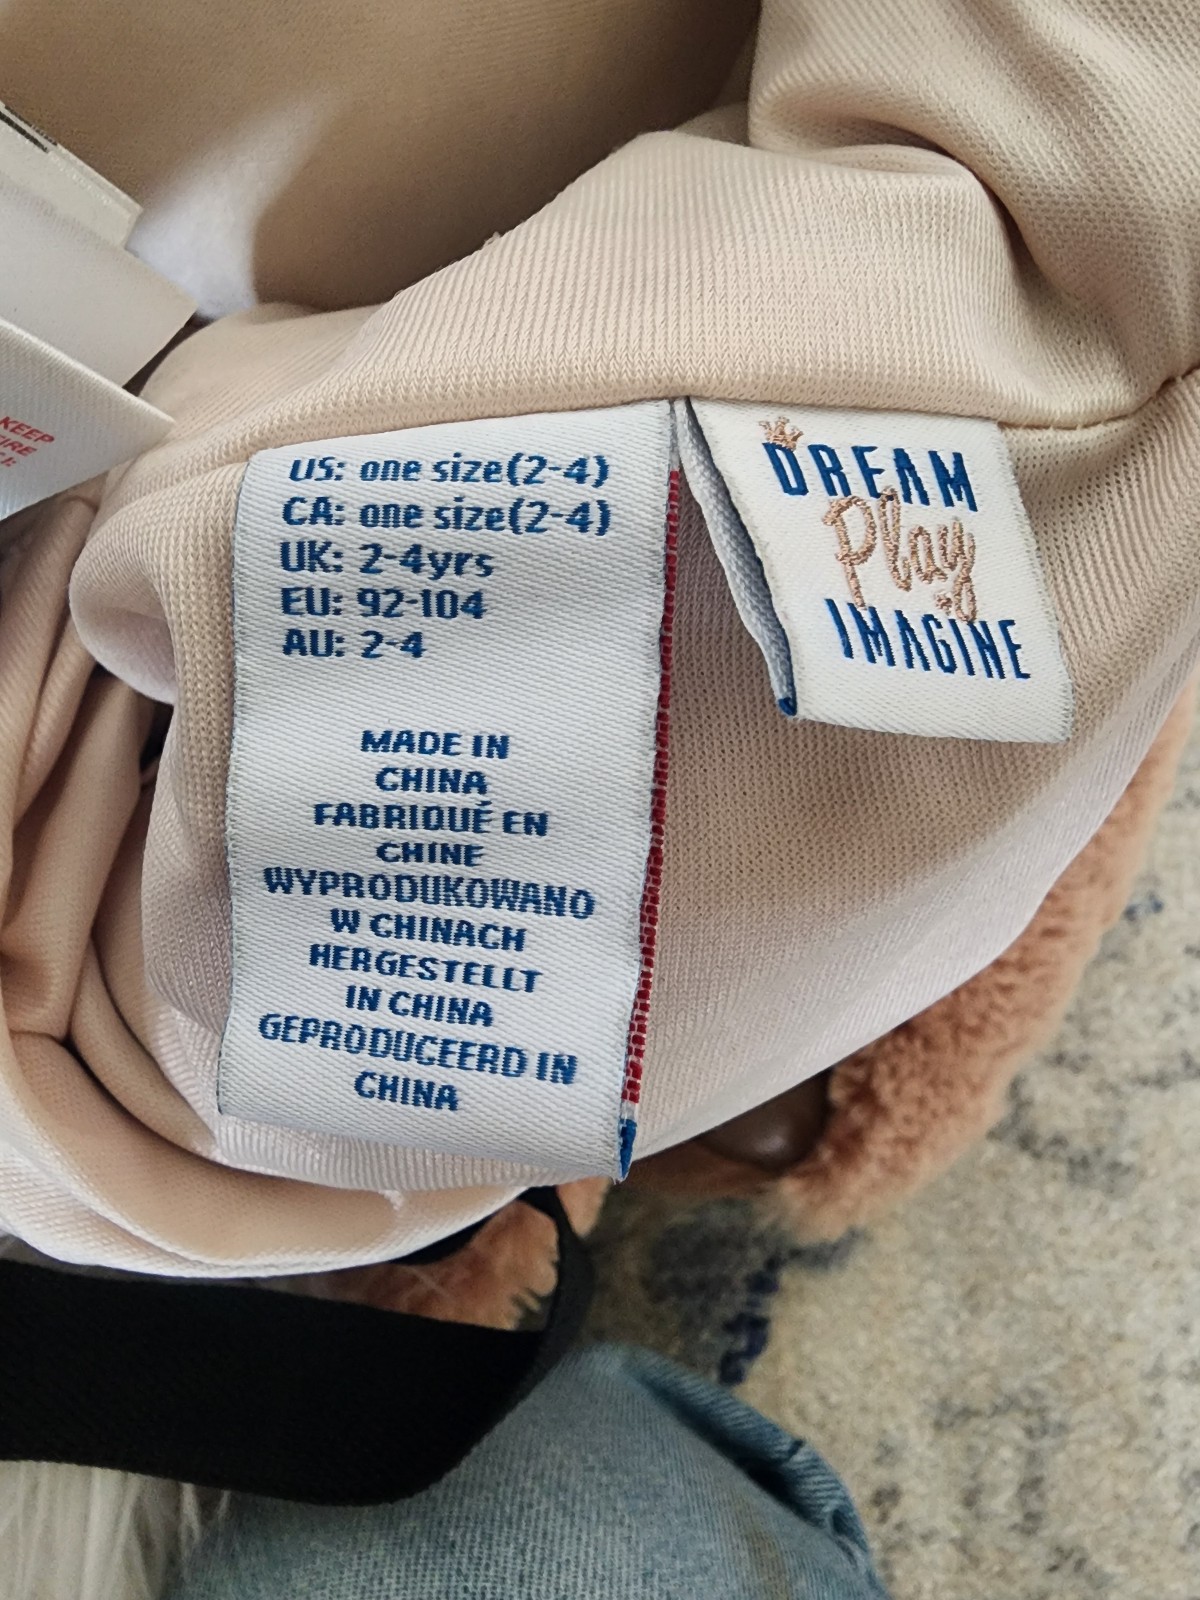 US: one size(2-4)
CA: one size(2-4)
UK: 2-4yrs
EU: 92-104
AU: 2-4
MADE IN
CHINA
FABRIQUÉ EN
CHINE
WYPRODUKOWANO
W CHINACH
HERGESTELLT
IN CHINA
GEPRODUCEERD IN
CHINA
DREAM
Play
IMAGINE
KEEP